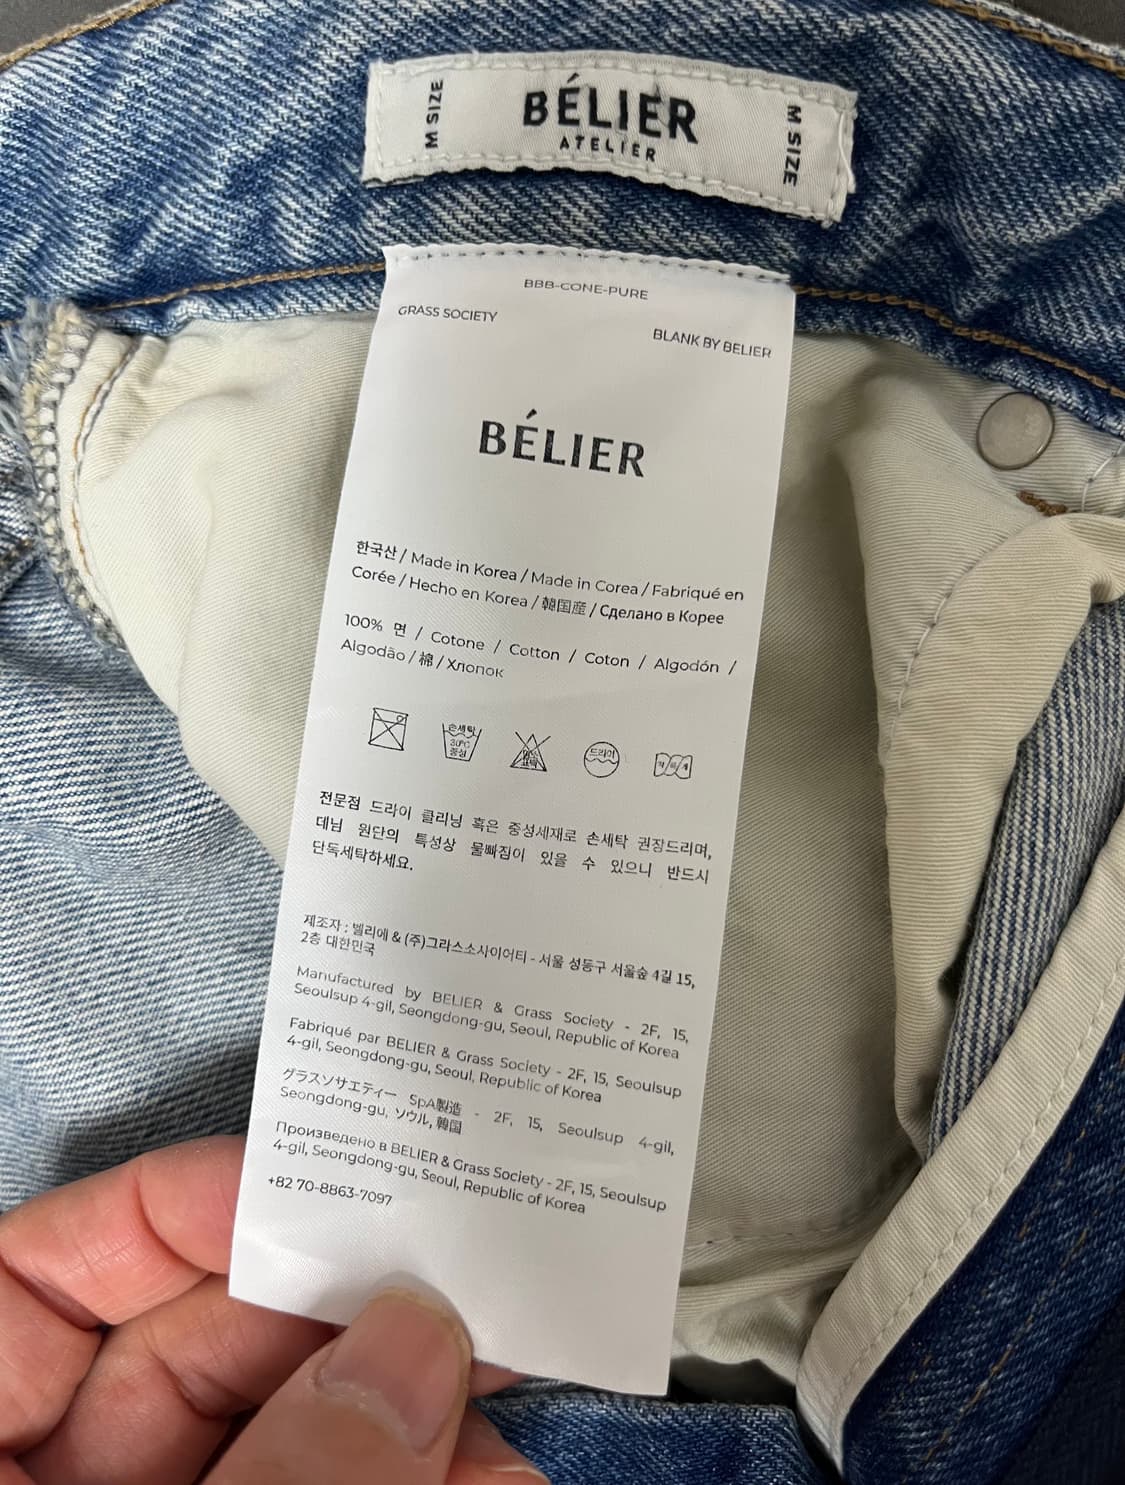 M SIZE
BÉLIER
ATELIER
M SIZE
BBB-CONE-PURE
GRASS SOCIETY
BLANK BY BELIER
BÉLIER
한국산 / Made in Korea / Made in Corea / Fabriqué en
Corée / Hecho en Korea / 韓国産 / Сделано в Корее
100% 면 / Cotone / Cotton / Coton / Algodón /
Algodão / 綿 / Хлопок
손세탁
30°C
중성
드라이
전문점 드라이 클리닝 혹은 중성세재로 손세탁 권장드리며,
데님 원단의 특성상 물빠짐이 있을 수 있으니 반드시
단독세탁하세요.
제조자 : 벨리에 & (주)그라스소사이어티 - 서울 성동구 서울숲 4길 15,
2층 대한민국
Manufactured by BELIER & Grass Society - 2F, 15,
Seoulsup 4-gil, Seongdong-gu, Seoul, Republic of Korea
Fabriqué par BELIER & Grass Society - 2F, 15, Seoulsup
4-gil, Seongdong-gu, Seoul, Republic of Korea
グラスソサエティー SpA製造 - 2F, 15, Seoulsup 4-gil,
Seongdong-gu, ソウル, 韓国
Произведено в BELIER & Grass Society - 2F, 15, Seoulsup
4-gil, Seongdong-gu, Seoul, Republic of Korea
+82 70-8863-7097